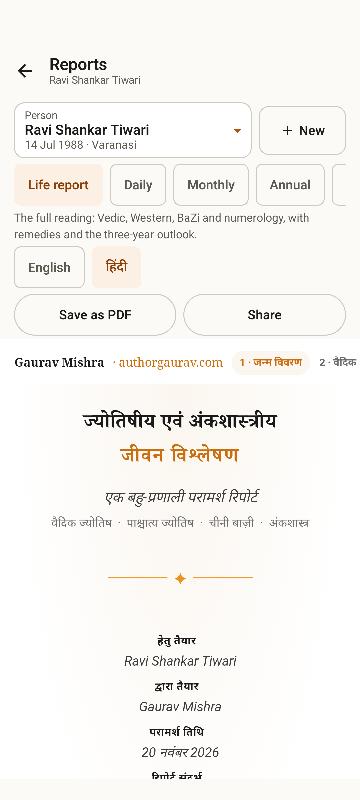 Reports
Ravi Shankar Tiwari
Person
Ravi Shankar Tiwari
14 Jul 1988 · Varanasi
+ New
Life report
Daily
Monthly
Annual
The full reading: Vedic, Western, BaZi and numerology, with
remedies and the three-year outlook.
English
हिंदी
Save as PDF
Share
Gaurav Mishra · authorgaurav.com
1 · जन्म विवरण
2 · वैदिक
ज्योतिषीय एवं अंकशास्त्रीय
जीवन विश्लेषण
एक बहु-प्रणाली परामर्श रिपोर्ट
वैदिक ज्योतिष · पाश्चात्य ज्योतिष · चीनी बाज़ी · अंकशास्त्र
हेतु तैयार
Ravi Shankar Tiwari
द्वारा तैयार
Gaurav Mishra
परामर्श तिथि
20 नवंबर 2026
रिपोर्ट संदर्भ